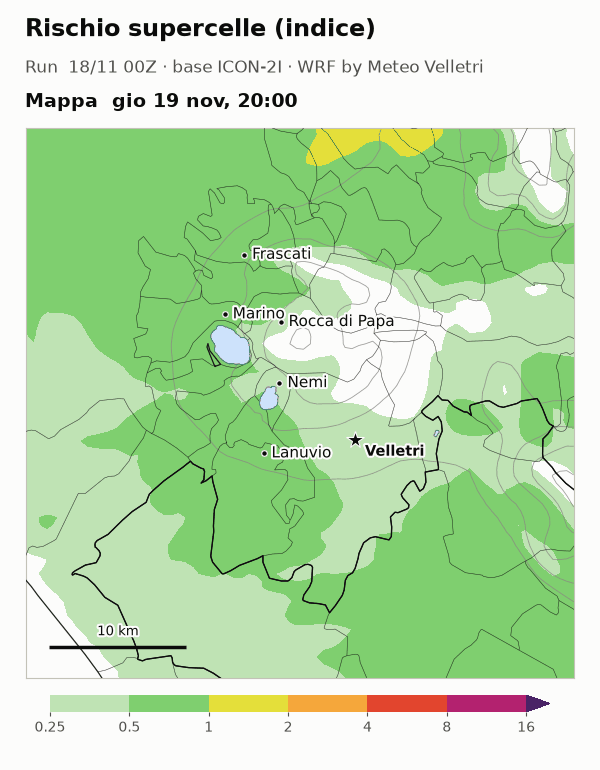 Rischio supercelle (indice)
Run  18/11 00Z · base ICON-2I · WRF by Meteo Velletri
Mappa  gio 19 nov, 20:00
Frascati
Marino
Rocca di Papa
Nemi
Velletri
Lanuvio
10 km
0.25 0.5 1 2 4 8 16